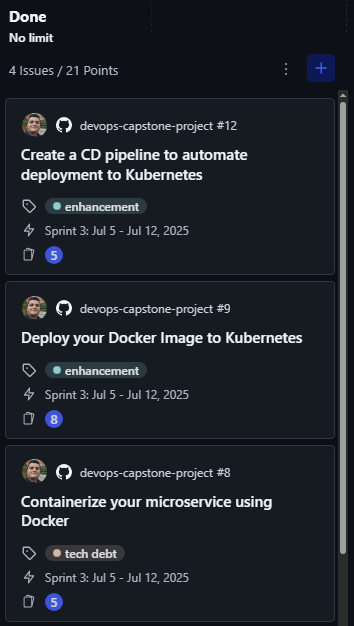 Done
No limit
4 Issues / 21 Points
devops-capstone-project #12
Create a CD pipeline to automate
deployment to Kubernetes
enhancement
Sprint 3: Jul 5 - Jul 12, 2025
5
devops-capstone-project #9
Deploy your Docker Image to Kubernetes
enhancement
Sprint 3: Jul 5 - Jul 12, 2025
8
devops-capstone-project #8
Containerize your microservice using
Docker
tech debt
Sprint 3: Jul 5 - Jul 12, 2025
5